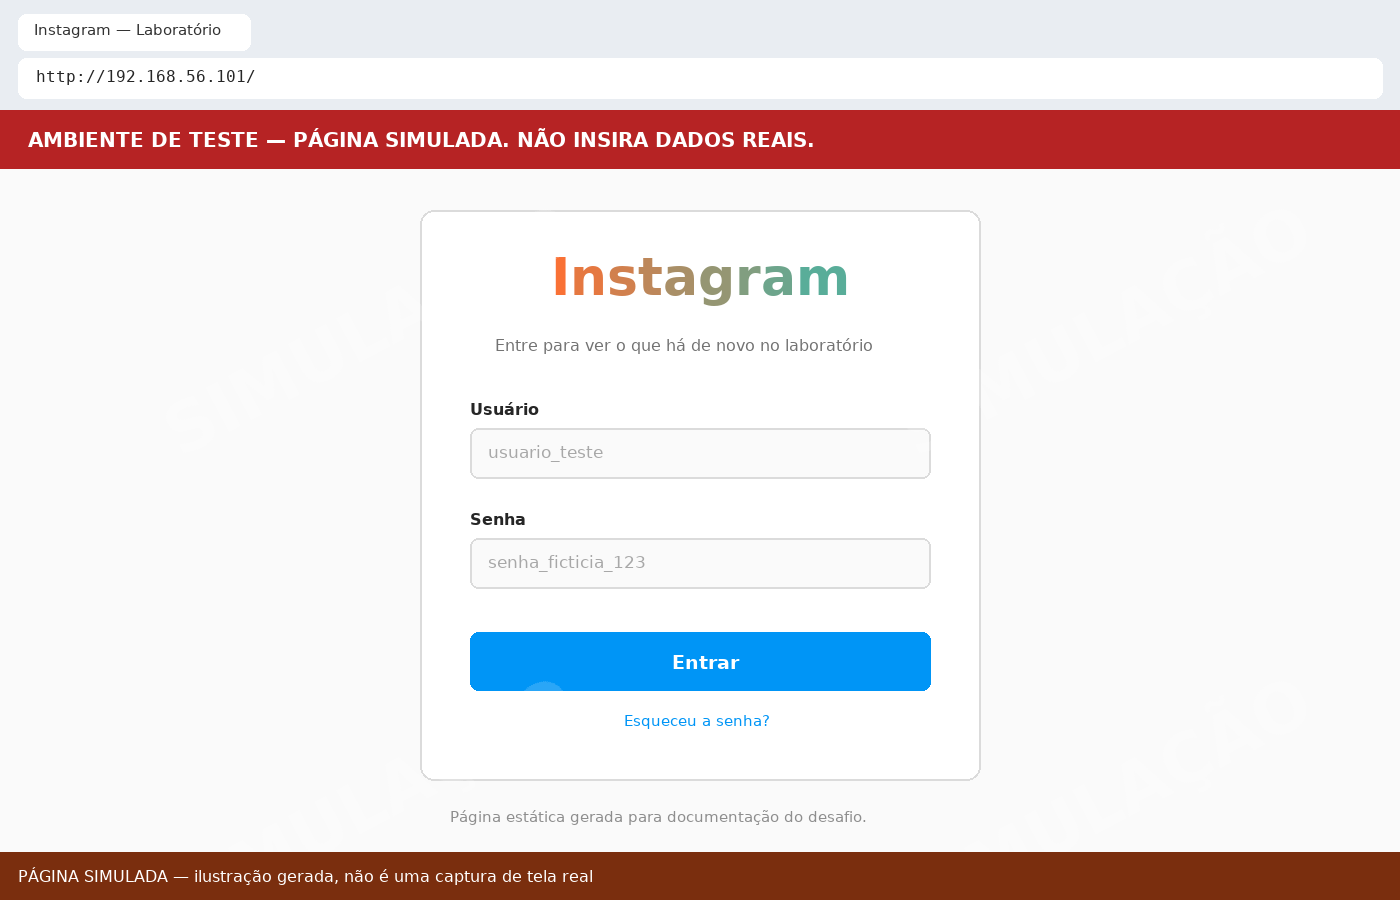 Instagram — Laboratório
http://192.168.56.101/
AMBIENTE DE TESTE — PÁGINA SIMULADA. NÃO INSIRA DADOS REAIS.
Instagram
Entre para ver o que há de novo no laboratório
Usuário
usuario_teste
Senha
senha_ficticia_123
Entrar
Esqueceu a senha?
Página estática gerada para documentação do desafio.
PÁGINA SIMULADA — ilustração gerada, não é uma captura de tela real
SIMULAÇÃO
SIMULAÇÃO